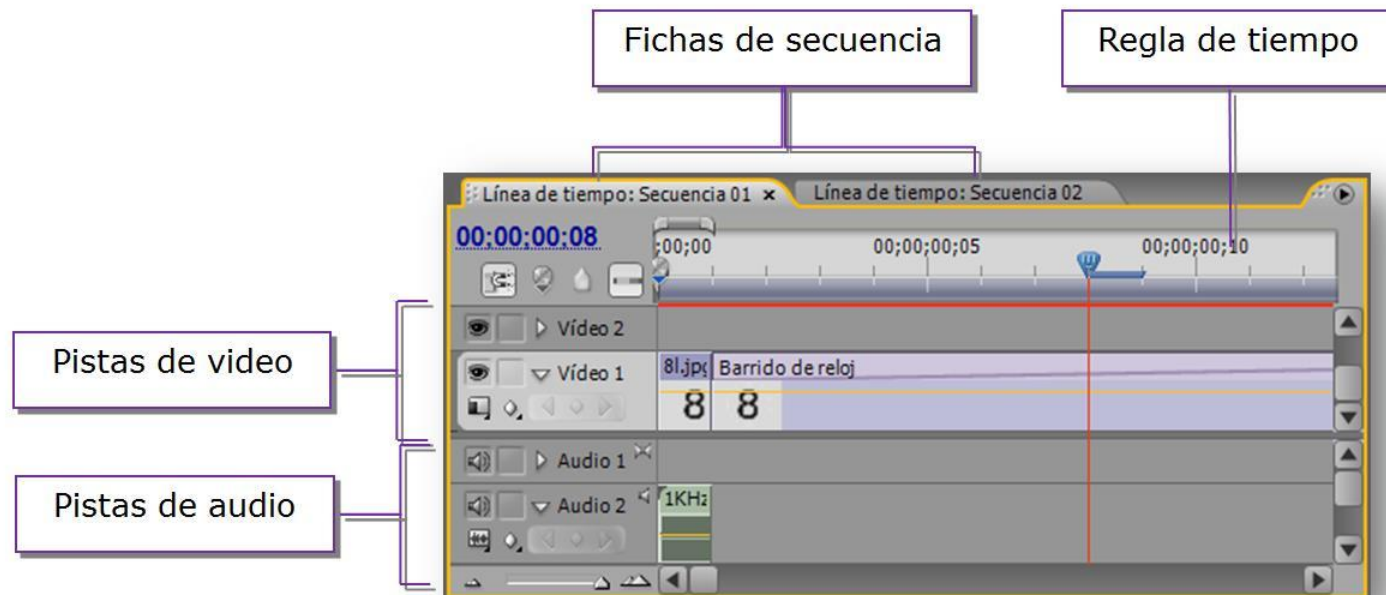 Fichas de secuencia
Regla de tiempo
Línea de tiempo: Secuencia 01 x
Línea de tiempo: Secuencia 02
00;00;00;08
;00;00
00;00;00;05
00;00;00;10
Pistas de video
Vídeo 2
Vídeo 1
8l.jpg
Barrido de reloj
8
8
Pistas de audio
Audio 1
Audio 2
1KHz